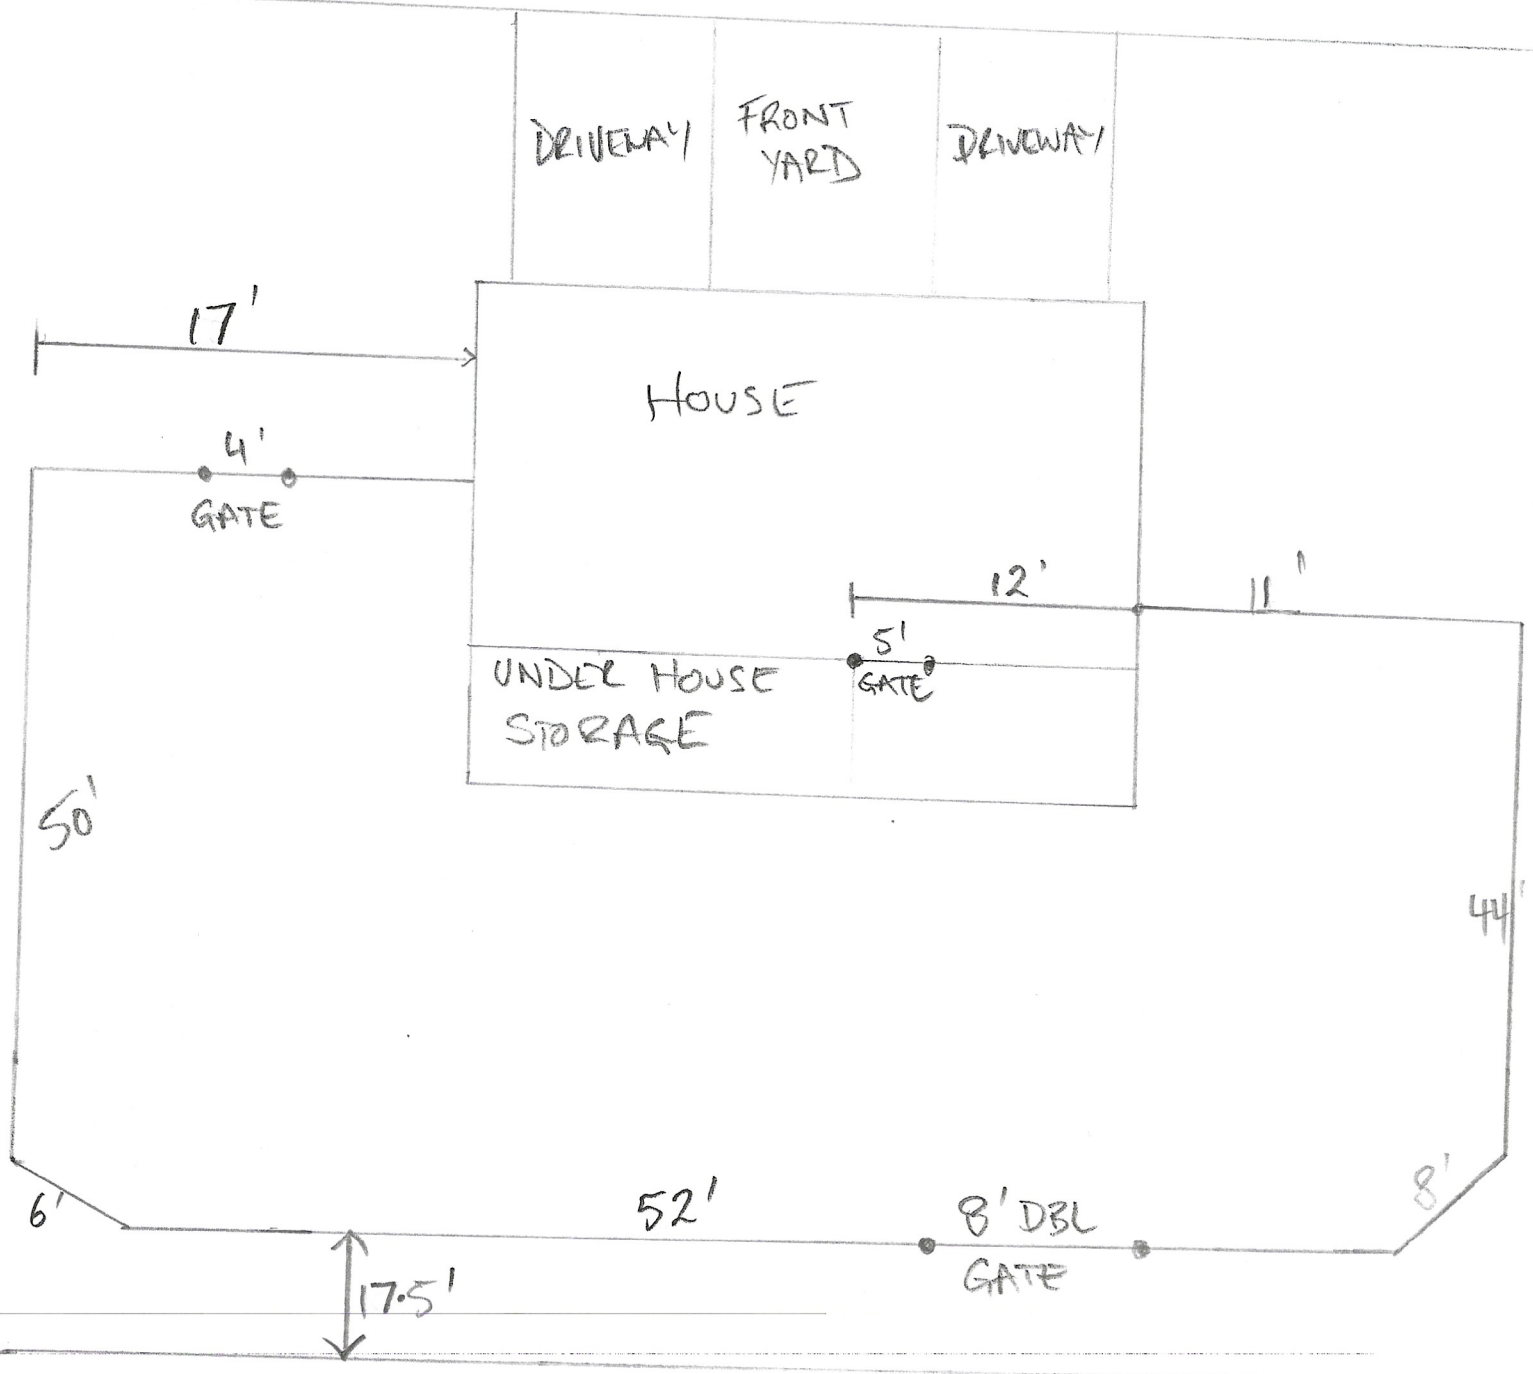 DRIVEWAY
FRONT
YARD
DRIVEWAY
17'
HOUSE
4'
GATE
12'
11'
5'
GATE
UNDER HOUSE
STORAGE
50'
44'
52'
8' DBL
GATE
8'
6'
17.5'